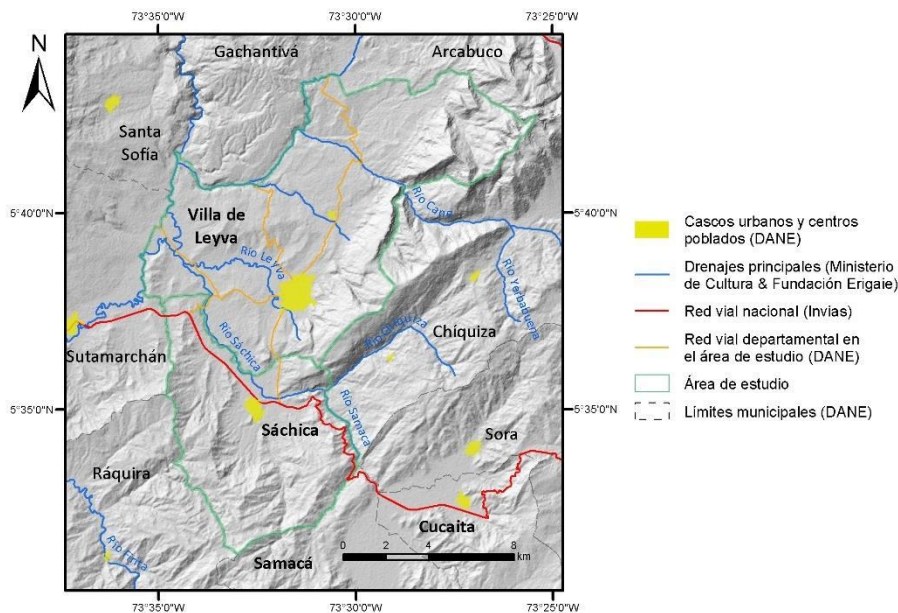 73°35'0"W
73°30'0"W
73°25'0"W
N
Gachantivá
Arcabuco
Santa
Sofía
5°40'0"N
5°40'0"N
Río Cane
Villa de
Leyva
Río Leyva
Río Yerbabuena
Chíquiza
Río Sáchica
Sutamarchán
5°35'0"N
5°35'0"N
Río Samaca
Sáchica
Sora
Ráquira
Cucaita
Samacá
0 2 4 8
km
73°35'0"W
73°30'0"W
73°25'0"W
Cascos urbanos y centros
poblados (DANE)
Drenajes principales (Ministerio
de Cultura & Fundación Erigaie)
Red vial nacional (Invias)
Red vial departamental en
el área de estudio (DANE)
Área de estudio
Límites municipales (DANE)